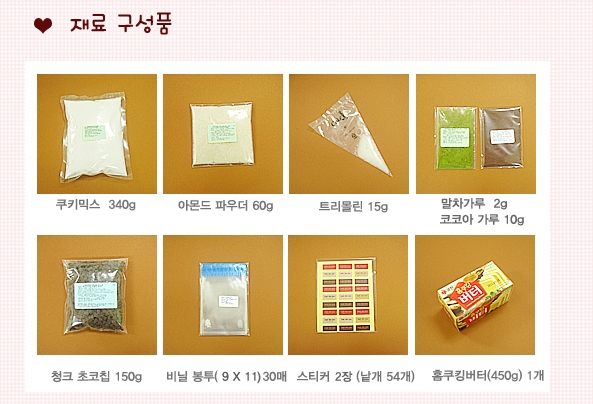 재료 구성품
쿠키믹스 340g
아몬드 파우더 60g
트리몰린 15g
말차가루 2g
코코아 가루 10g
청크 초코칩 150g
비닐 봉투( 9 X 11)30매
스티커 2장 (낱개 54개)
버터
홈쿠킹버터(450g) 1개